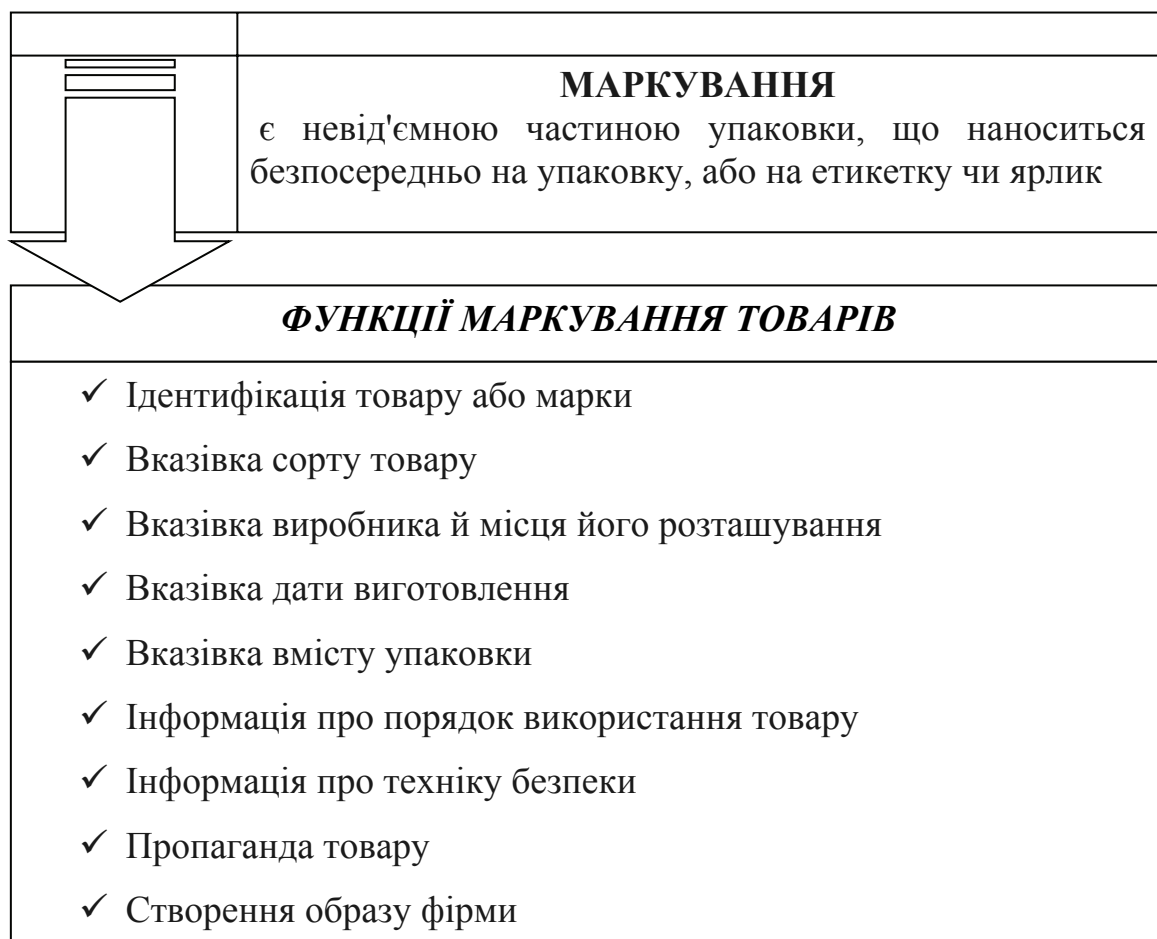 МАРКУВАННЯ
є невід'ємною частиною упаковки, що наноситься
безпосередньо на упаковку, або на етикетку чи ярлик
ФУНКЦІЇ МАРКУВАННЯ ТОВАРІВ
✓ Ідентифікація товару або марки
✓ Вказівка сорту товару
✓ Вказівка виробника й місця його розташування
✓ Вказівка дати виготовлення
✓ Вказівка вмісту упаковки
✓ Інформація про порядок використання товару
✓ Інформація про техніку безпеки
✓ Пропаганда товару
✓ Створення образу фірми